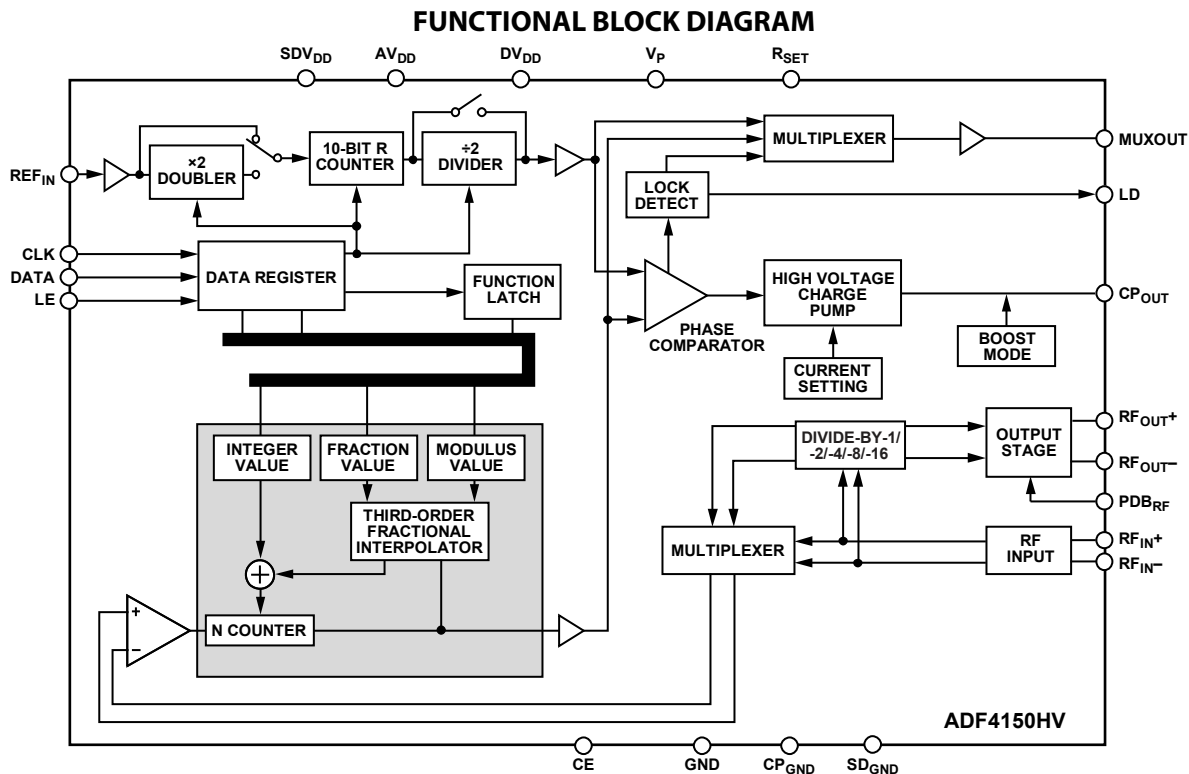 FUNCTIONAL BLOCK DIAGRAM
SDVDD
AVDD
DVDD
VP
RSET
REFIN
×2
DOUBLER
10-BIT R
COUNTER
÷2
DIVIDER
MULTIPLEXER
MUXOUT
LOCK
DETECT
LD
CLK
DATA
LE
DATA REGISTER
FUNCTION
LATCH
PHASE
COMPARATOR
HIGH VOLTAGE
CHARGE
PUMP
CPOUT
BOOST
MODE
CURRENT
SETTING
INTEGER
VALUE
FRACTION
VALUE
MODULUS
VALUE
THIRD-ORDER
FRACTIONAL
INTERPOLATOR
+
N COUNTER
+
−
DIVIDE-BY-1/
-2/-4/-8/-16
OUTPUT
STAGE
RFOUT+
RFOUT−
PDBRF
MULTIPLEXER
RF
INPUT
RFIN+
RFIN−
ADF4150HV
CE
GND
CPGND
SDGND